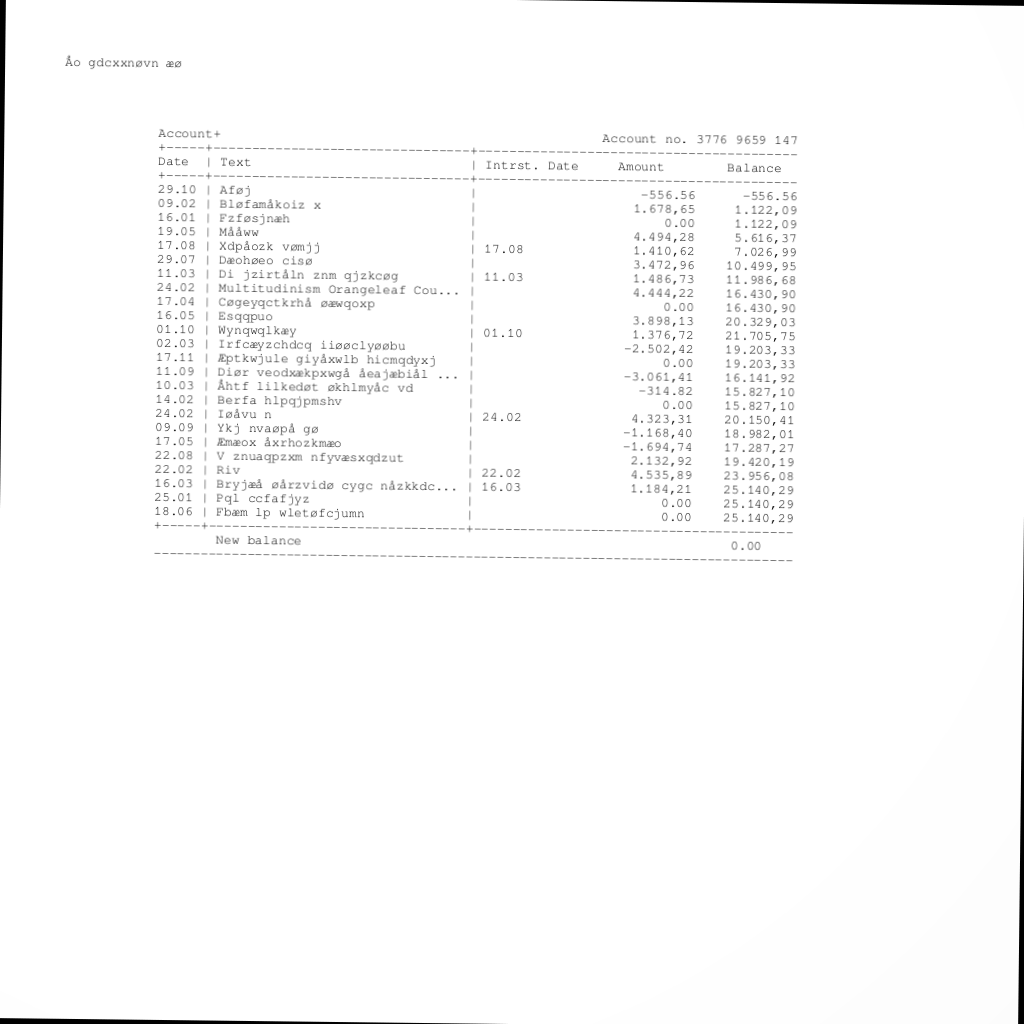 Åo gdcxxnøvn æø
Account+ Account no. 3776 9659 147
+-----+---------------------------------+-----------------------------------------
Date | Text | Intrst. Date Amount Balance
+-----+---------------------------------+-----------------------------------------
29.10 | Aføj | -556.56 -556.56
09.02 | Bløfamåkoiz x | 1.678,65 1.122,09
16.01 | Fzføsjnæh | 0.00 1.122,09
19.05 | Mååww | 4.494,28 5.616,37
17.08 | Xdpåozk vømjj | 17.08 1.410,62 7.026,99
29.07 | Dæohøeo cisø | 3.472,96 10.499,95
11.03 | Di jzirtåln znm qjzkcøg | 11.03 1.486,73 11.986,68
24.02 | Multitudinism Orangeleaf Cou... | 4.444,22 16.430,90
17.04 | Cøgeyqctkrhå øæwqoxp | 0.00 16.430,90
16.05 | Esqqpuo | 3.898,13 20.329,03
01.10 | Wynqwqlkæy | 01.10 1.376,72 21.705,75
02.03 | Irfcæyzchdcq iiøøclyøøbu | -2.502,42 19.203,33
17.11 | Æptkwjule giyåxwlb hicmqdyxj | 0.00 19.203,33
11.09 | Diør veodxækpxwgå åeajæbiål ... | -3.061,41 16.141,92
10.03 | Åhtf lilkedøt økhlmyåc vd | -314.82 15.827,10
14.02 | Berfa hlpqjpmshv | 0.00 15.827,10
24.02 | Iøåvu n | 24.02 4.323,31 20.150,41
09.09 | Ykj nvaøpå gø | -1.168,40 18.982,01
17.05 | Æmæox åxrhozkmæo | -1.694,74 17.287,27
22.08 | V znuaqpzxm nfyvæsxqdzut | 2.132,92 19.420,19
22.02 | Riv | 22.02 4.535,89 23.956,08
16.03 | Bryjæå øårzvidø cygc nåzkkdc... | 16.03 1.184,21 25.140,29
25.01 | Pql ccfafjyz | 0.00 25.140,29
18.06 | Fbæm lp wletøfcjumn | 0.00 25.140,29
+-----+---------------------------------+-----------------------------------------
New balance 0.00
----------------------------------------------------------------------------------